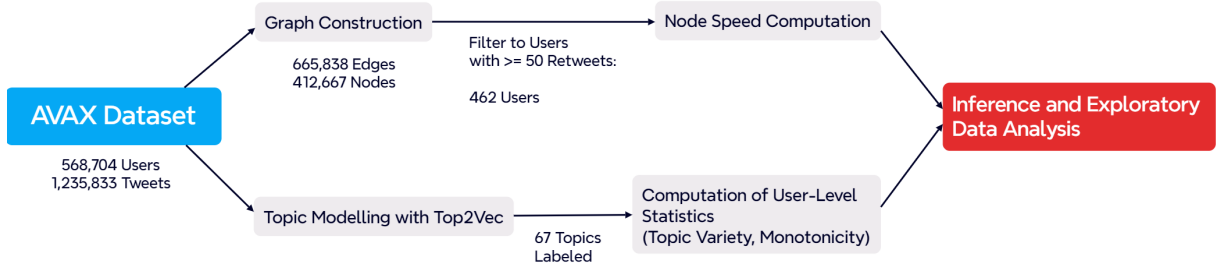 Graph Construction
665,838 Edges
412,667 Nodes
Filter to Users
with >= 50 Retweets:
462 Users
Node Speed Computation
AVAX Dataset
568,704 Users
1,235,833 Tweets
Topic Modelling with Top2Vec
67 Topics
Labeled
Computation of User-Level
Statistics
(Topic Variety, Monotonicity)
Inference and Exploratory
Data Analysis